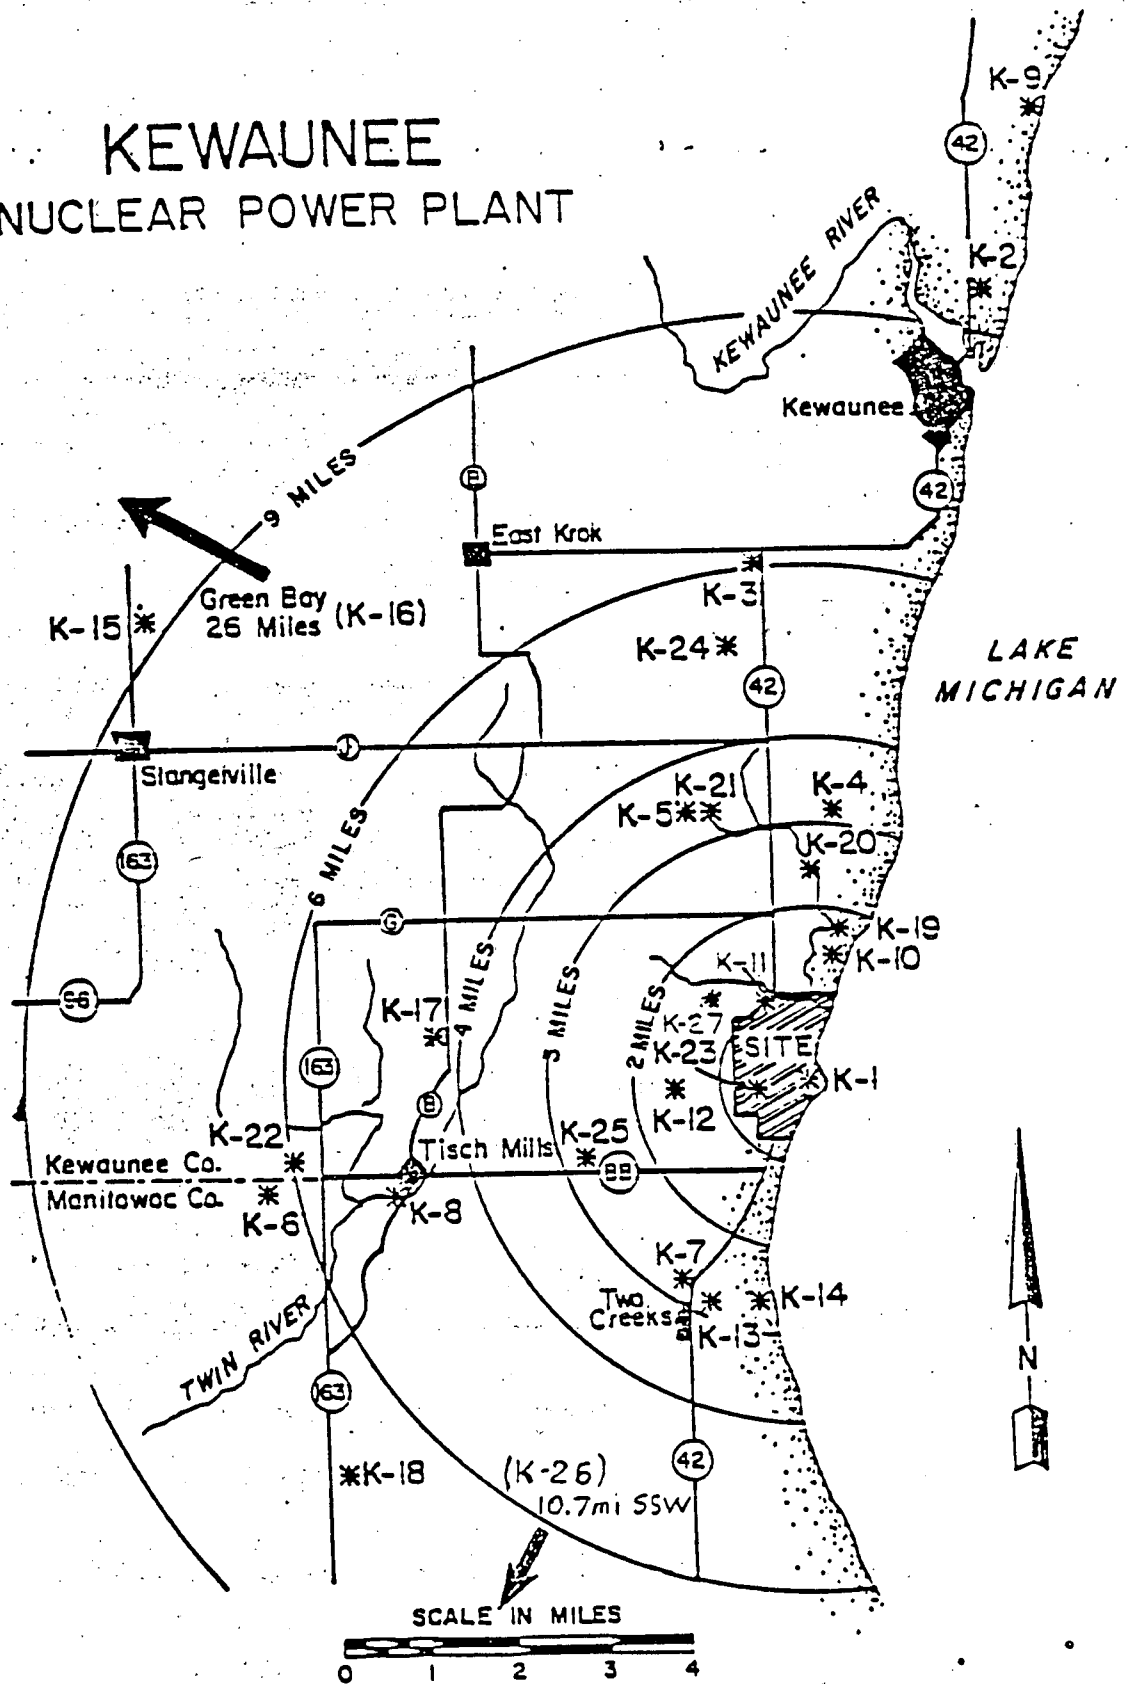 KEWAUNEE
NUCLEAR POWER PLANT
K-9
42
K-2
KEWAUNEE RIVER
Kewaunee
9 MILES
B
42
East Krok
Green Bay
26 Miles (K-16)
K-15
K-3
K-24
LAKE
MICHIGAN
42
J
Stangelville
K-21
K-4
K-5
K-20
163
6 MILES
G
K-19
K-11
K-10
4 MILES
3 MILES
2 MILES
96
K-17
K-27
SITE
K-23
163
K-1
B
K-12
K-22
K-25
Tisch Mills
Kewaunee Co.
BB
Manitowoc Co.
K-6
K-8
K-7
Two
Creeks
K-14
K-13
TWIN RIVER
N
163
42
K-18
(K-26)
10.7mi SSW
SCALE IN MILES
0 1 2 3 4